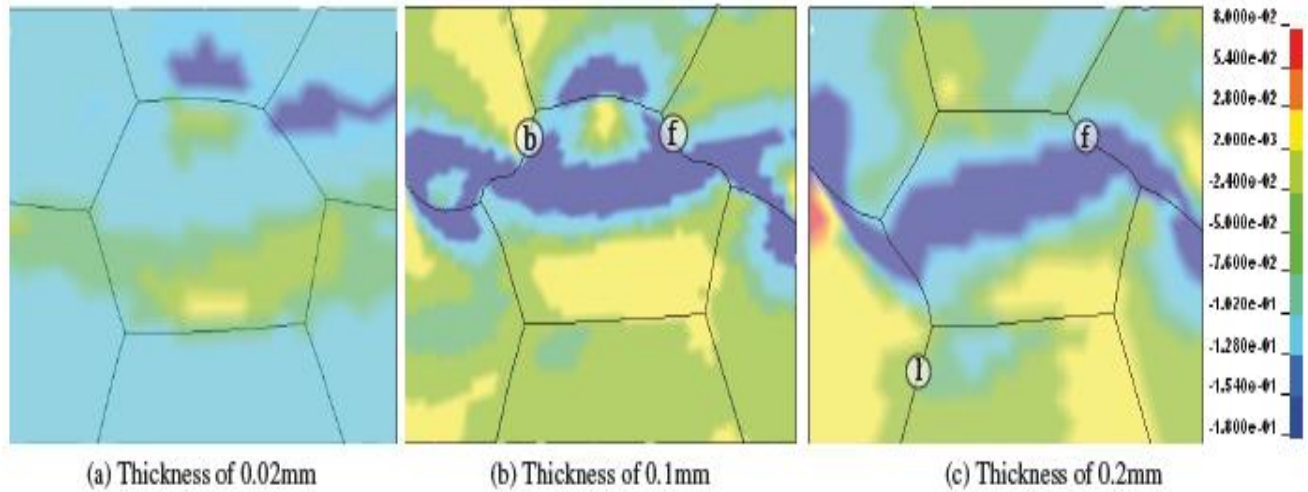 8.000e-02
5.400e-02
2.800e-02
2.000e-03
-2.400e-02
-5.000e-02
-7.600e-02
-1.020e-01
-1.280e-01
-1.540e-01
-1.800e-01
b
f
f
l
(a) Thickness of 0.02mm
(b) Thickness of 0.1mm
(c) Thickness of 0.2mm